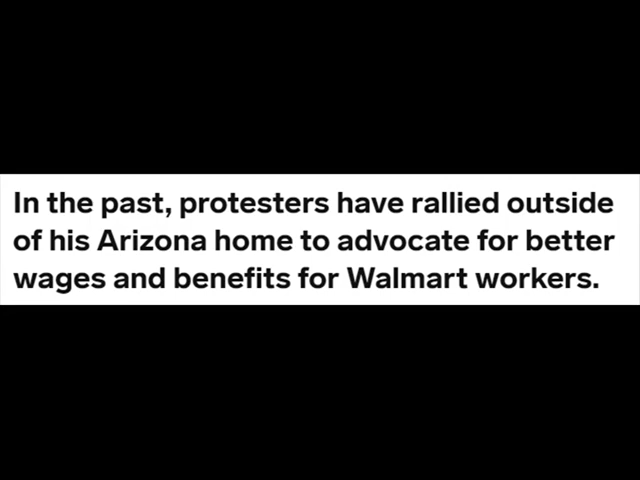 In the past, protesters have rallied outside
of his Arizona home to advocate for better
wages and benefits for Walmart workers.